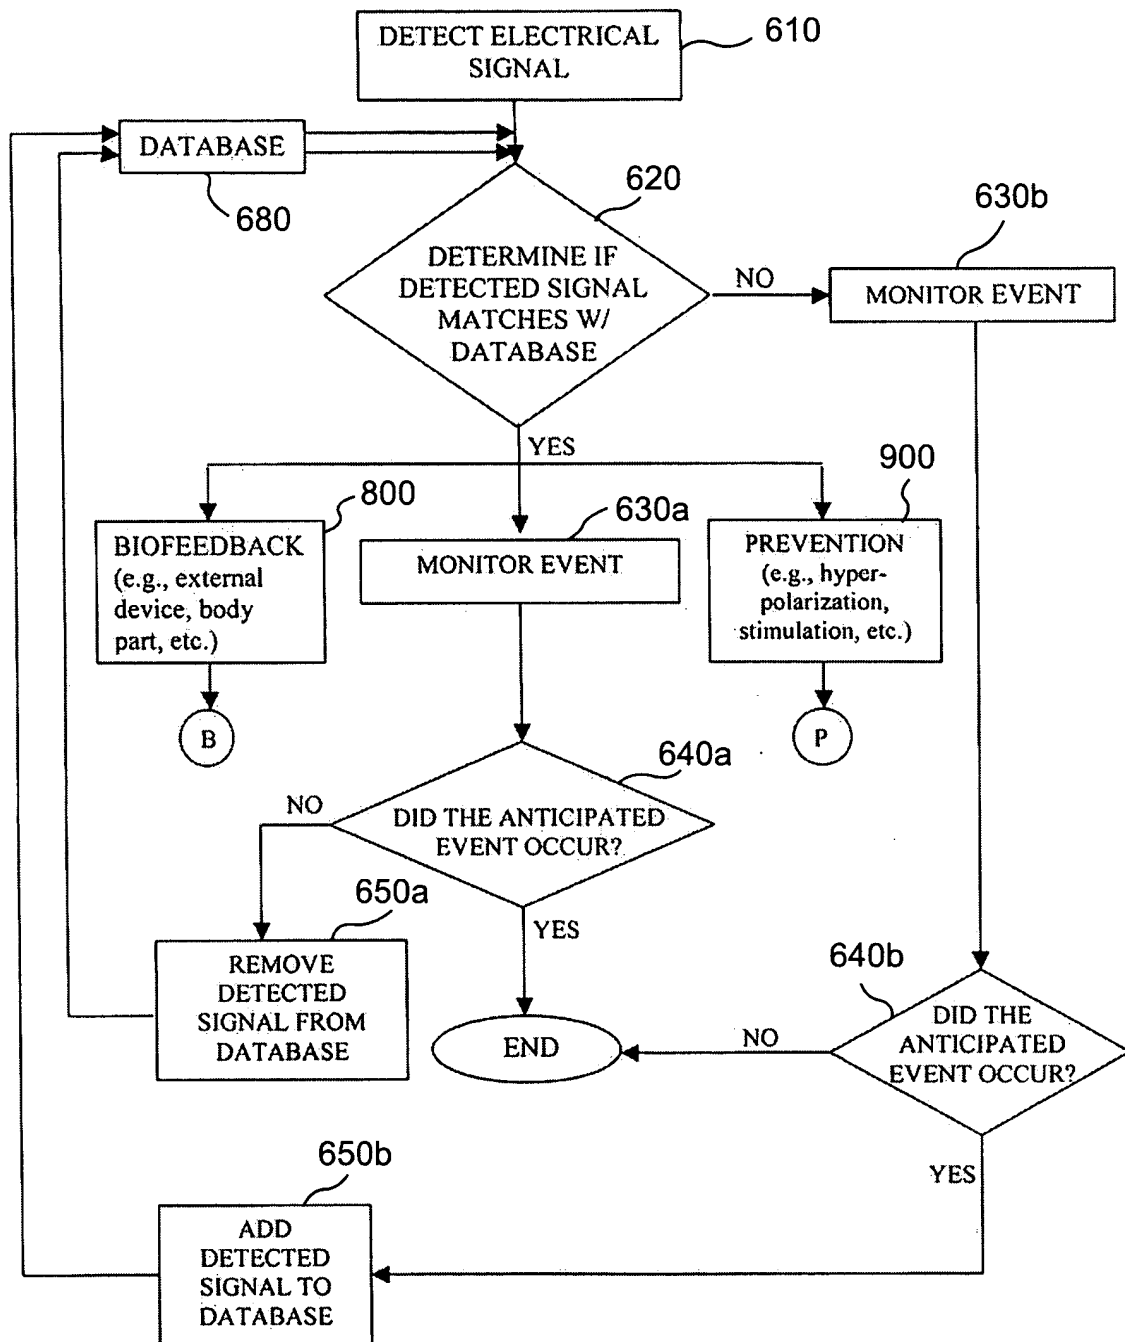 DETECT ELECTRICAL
SIGNAL
610
DATABASE
680
620
DETERMINE IF
DETECTED SIGNAL
MATCHES W/
DATABASE
NO
630b
MONITOR EVENT
YES
800
BIOFEEDBACK
(e.g., external
device, body
part, etc.)
B
630a
MONITOR EVENT
900
PREVENTION
(e.g., hyper-
polarization,
stimulation, etc.)
P
640a
DID THE ANTICIPATED
EVENT OCCUR?
NO
YES
650a
REMOVE
DETECTED
SIGNAL FROM
DATABASE
END
640b
DID THE
ANTICIPATED
EVENT OCCUR?
NO
YES
650b
ADD
DETECTED
SIGNAL TO
DATABASE